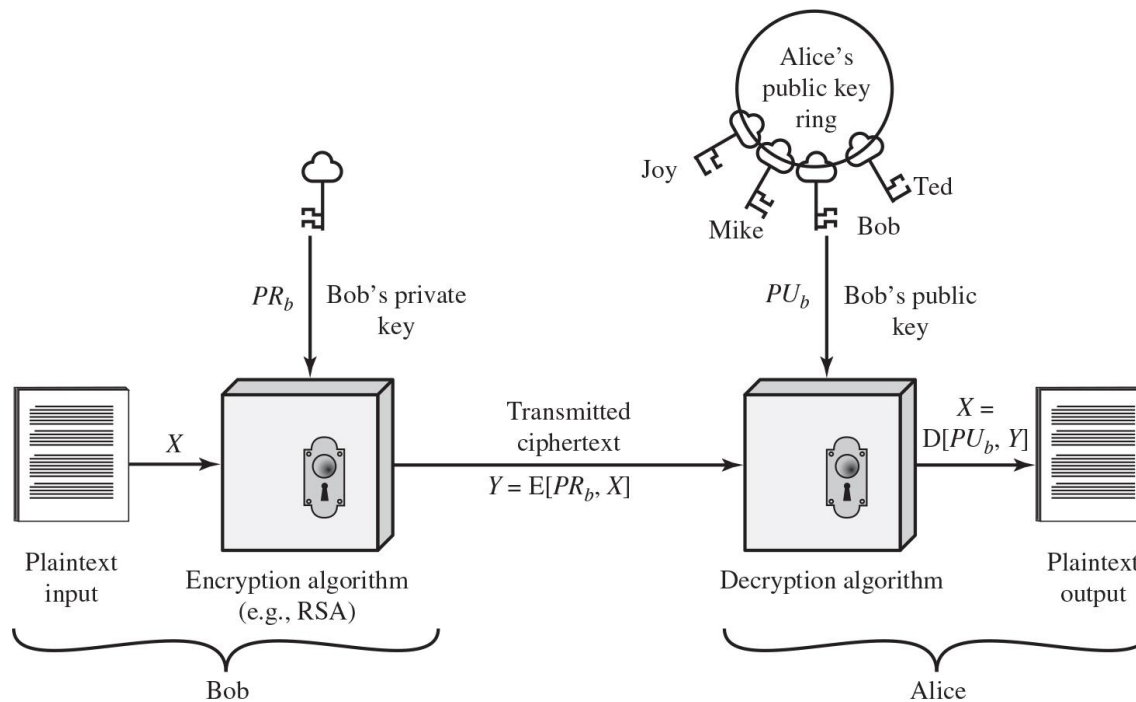 Alice's
public key
ring
Joy
Mike
Bob
Ted
PR_b
Bob's private
key
PU_b
Bob's public
key
X
Transmitted
ciphertext
Y = E[PR_b, X]
X =
D[PU_b, Y]
Plaintext
input
Encryption algorithm
(e.g., RSA)
Decryption algorithm
Plaintext
output
Bob
Alice